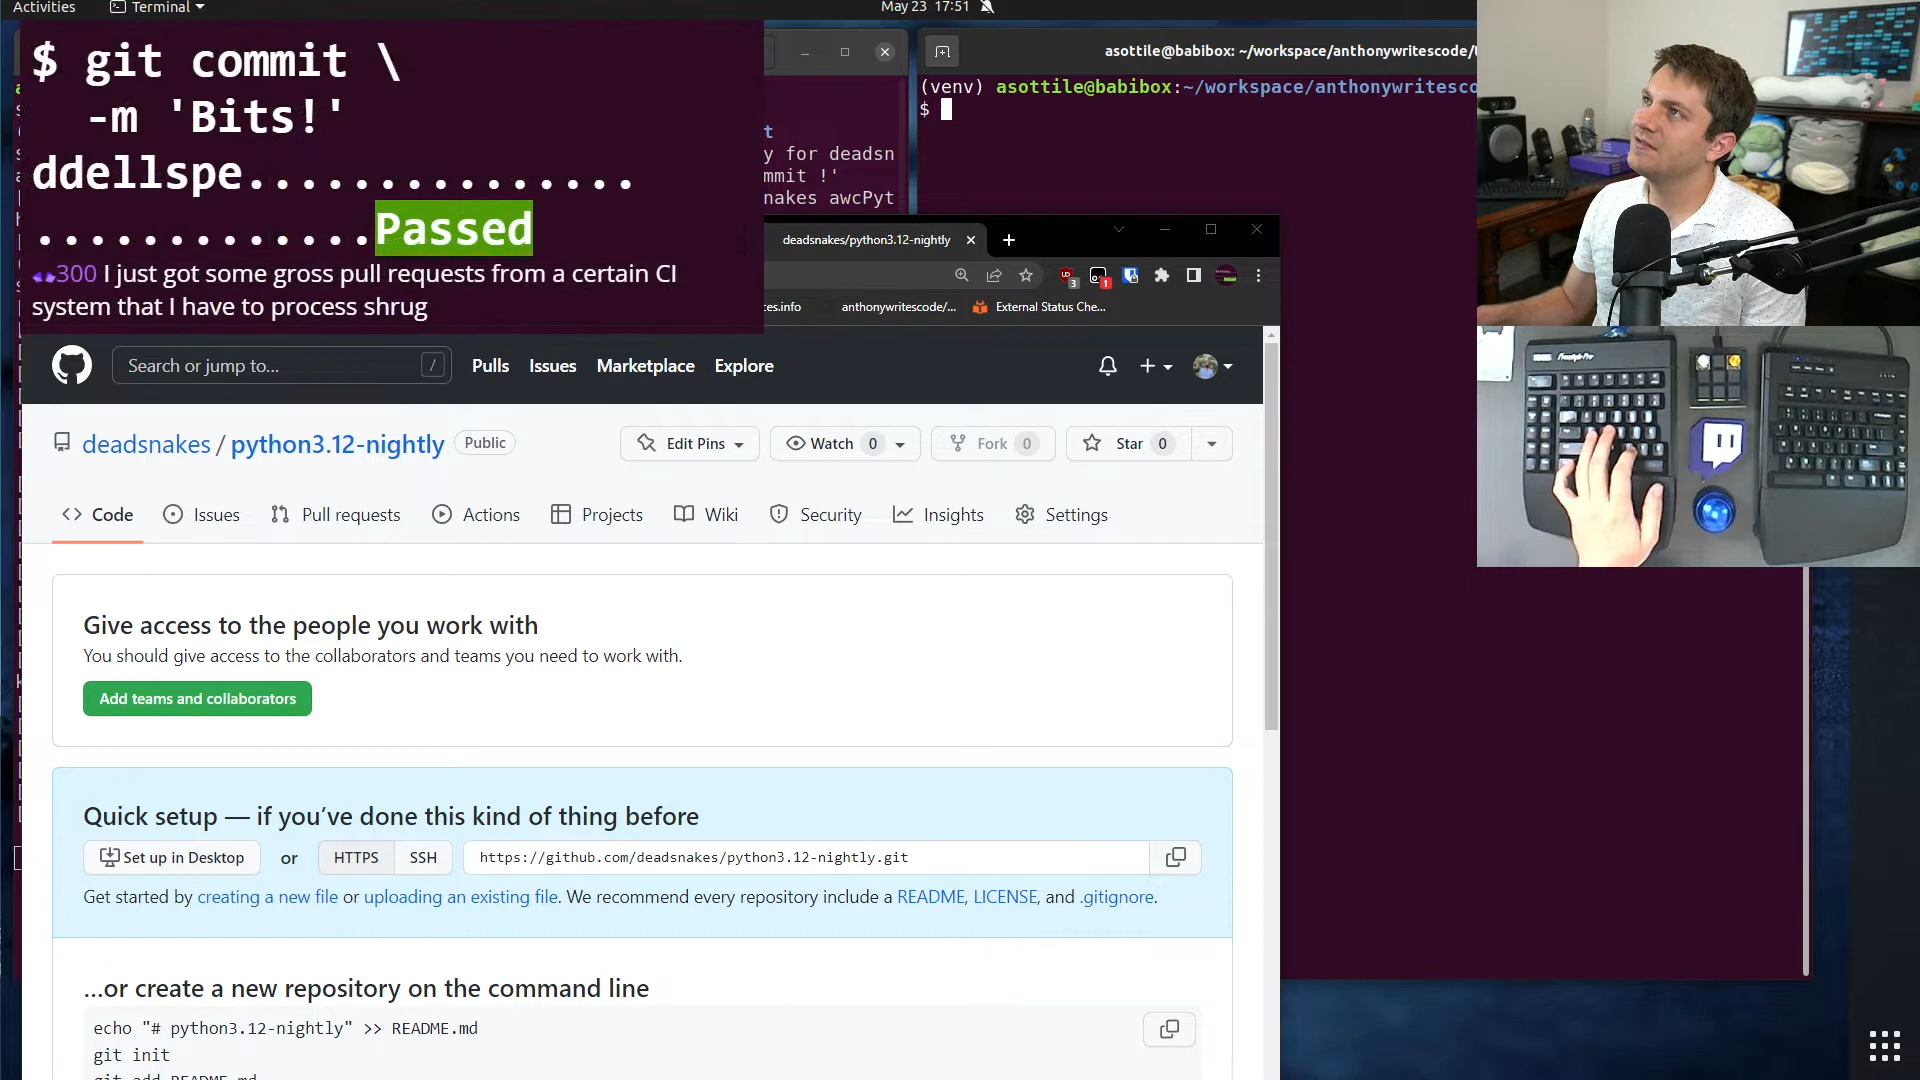 Activities
Terminal
May 23 17:51
$ git commit \
-m 'Bits!'
ddellspe...............
.............Passed
300 I just got some gross pull requests from a certain CI
system that I have to process shrug
t
y for deadsn
mmit !'
nakes awcPyt
asottile@babibox: ~/workspace/anthonywritescode/
(venv) asottile@babibox:~/workspace/anthonywritesco
$
deadsnakes/python3.12-nightly
3
1
ces.info
anthonywritescode/...
External Status Che...
Search or jump to...
/
Pulls
Issues
Marketplace
Explore
deadsnakes / python3.12-nightly
Public
Edit Pins
Watch 0
Fork 0
Star 0
Code
Issues
Pull requests
Actions
Projects
Wiki
Security
Insights
Settings
Give access to the people you work with
You should give access to the collaborators and teams you need to work with.
Add teams and collaborators
Quick setup — if you’ve done this kind of thing before
Set up in Desktop
or
HTTPS
SSH
https://github.com/deadsnakes/python3.12-nightly.git
Get started by creating a new file or uploading an existing file. We recommend every repository include a README, LICENSE, and .gitignore.
…or create a new repository on the command line
echo "# python3.12-nightly" >> README.md
git init
git add README.md